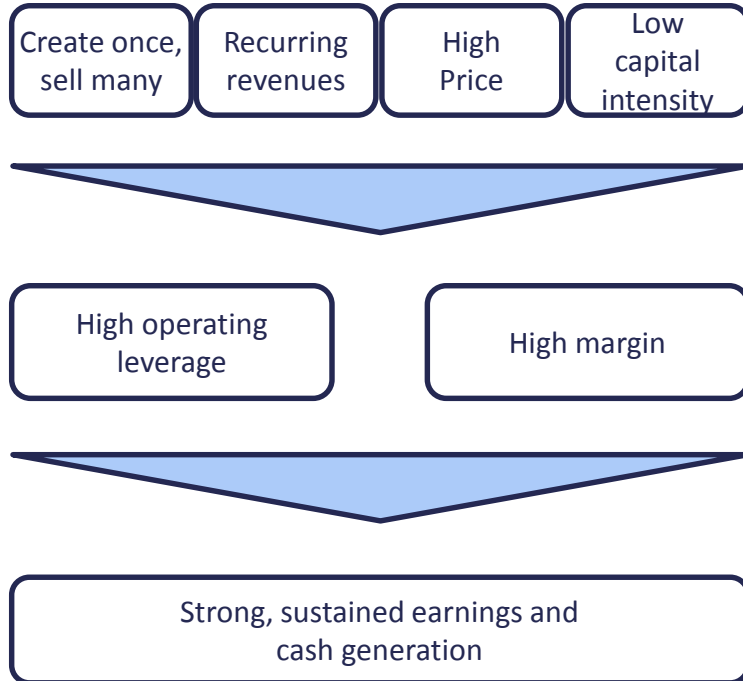 Create once,
sell many
Recurring
revenues
High
Price
Low
capital
intensity
High operating
leverage
High margin
Strong, sustained earnings and
cash generation